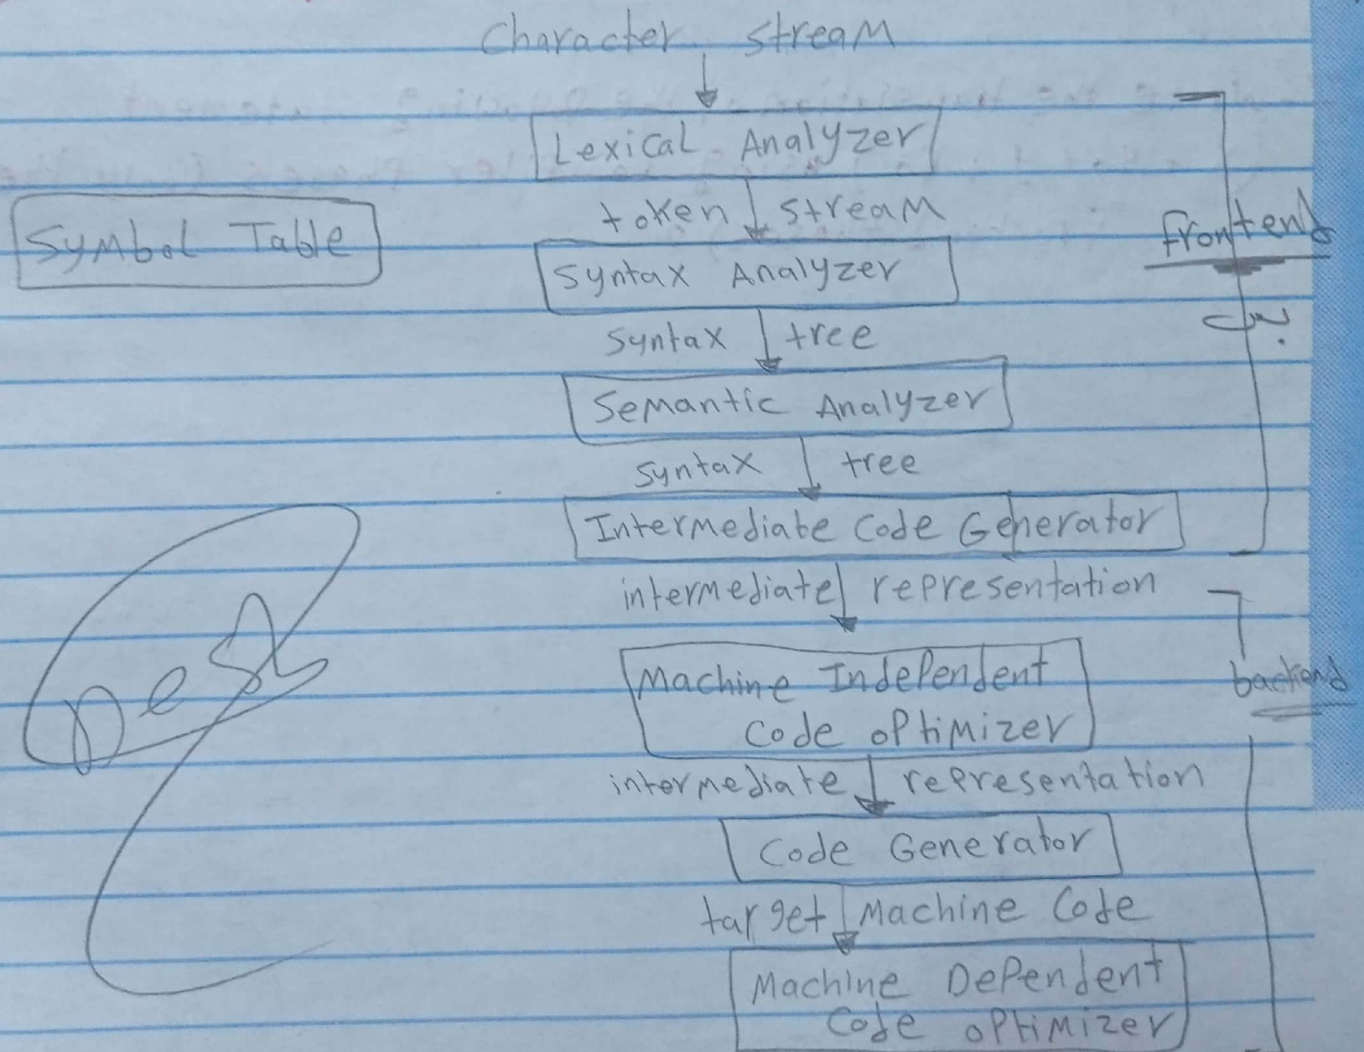 Character stream
Lexical Analyzer
token stream
Symbol Table
frontend
Syntax Analyzer
syntax tree
Semantic Analyzer
syntax tree
Intermediate Code Generator
intermediate representation
Machine Independent
Code optimizer
backend
intermediate representation
Code Generator
target Machine Code
Machine Dependent
Code optimizer